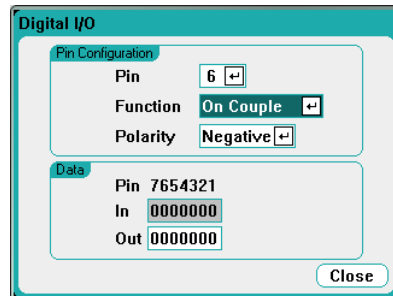 Digital I/O
Pin Configuration
Pin 6
Function On Couple
Polarity Negative
Data
Pin 7654321
In 0000000
Out 0000000
Close